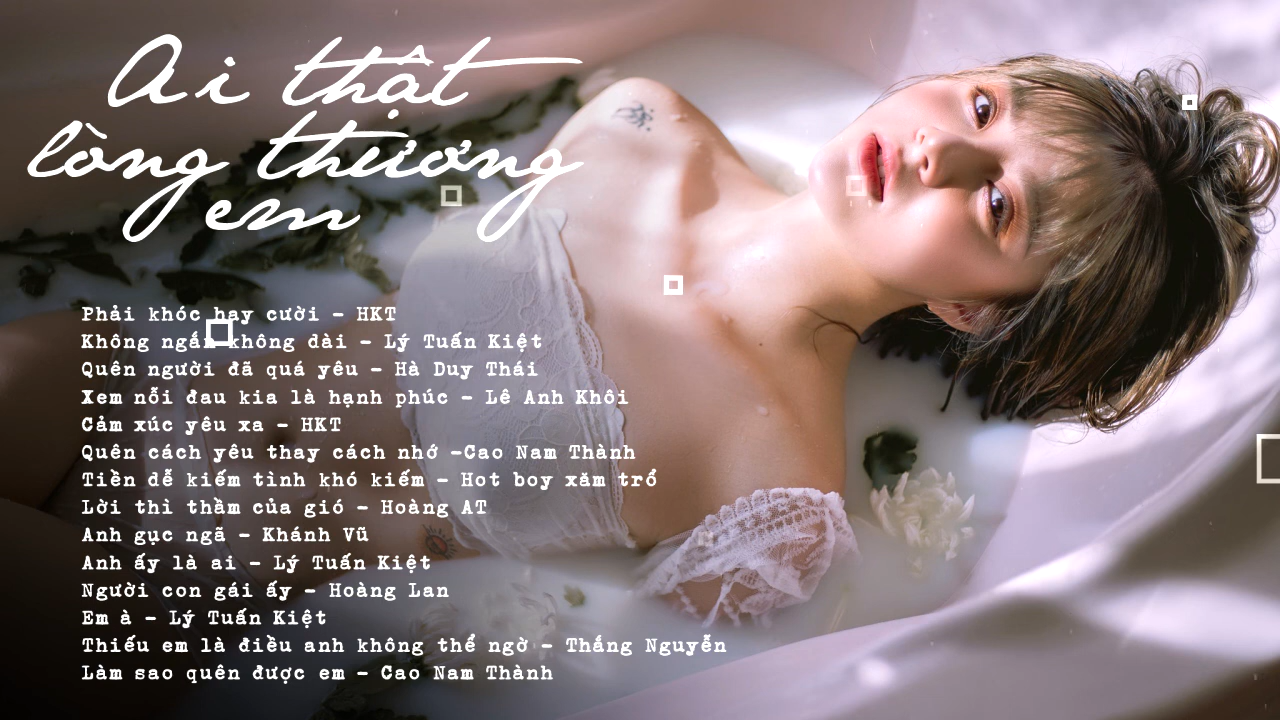 Ai thật
lòng thương
em
Phải khóc hay cười - HKT
Không ngắn không dài - Lý Tuấn Kiệt
Quên người đã quá yêu - Hà Duy Thái
Xem nỗi đau kia là hạnh phúc - Lê Anh Khôi
Cảm xúc yêu xa - HKT
Quên cách yêu thay cách nhớ -Cao Nam Thành
Tiền dễ kiếm tình khó kiếm - Hot boy xăm trổ
Lời thì thầm của gió - Hoàng AT
Anh gục ngã - Khánh Vũ
Anh ấy là ai - Lý Tuấn Kiệt
Người con gái ấy - Hoàng Lan
Em à - Lý Tuấn Kiệt
Thiếu em là điều anh không thể ngờ - Thắng Nguyễn
Làm sao quên được em - Cao Nam Thành